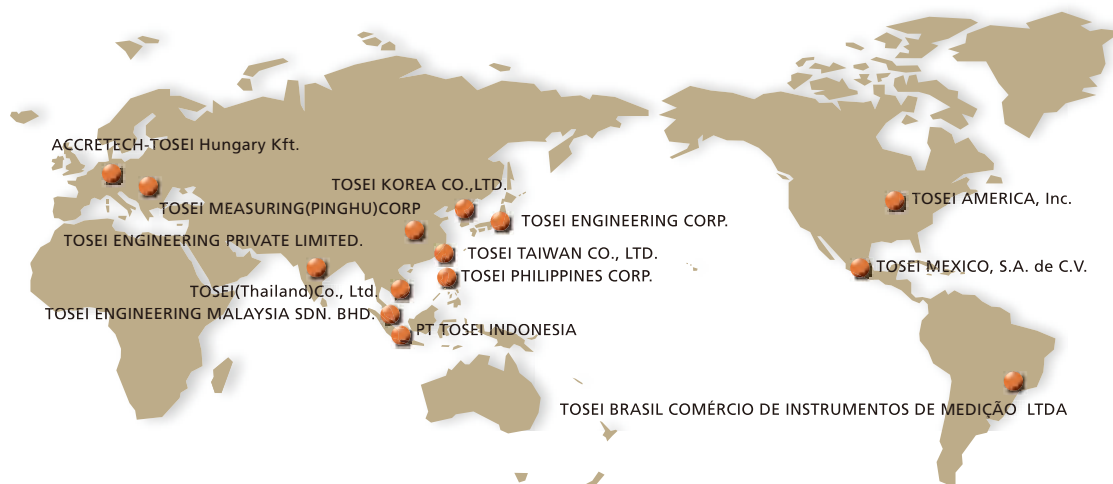 ACCRETECH-TOSEI Hungary Kft.
TOSEI KOREA CO.,LTD.
TOSEI AMERICA, Inc.
TOSEI MEASURING(PINGHU)CORP
TOSEI ENGINEERING CORP.
TOSEI ENGINEERING PRIVATE LIMITED.
TOSEI TAIWAN CO., LTD.
TOSEI MEXICO, S.A. de C.V.
TOSEI PHILIPPINES CORP.
TOSEI(Thailand)Co., Ltd.
TOSEI ENGINEERING MALAYSIA SDN. BHD.
PT TOSEI INDONESIA
TOSEI BRASIL COMÉRCIO DE INSTRUMENTOS DE MEDIÇÃO LTDA